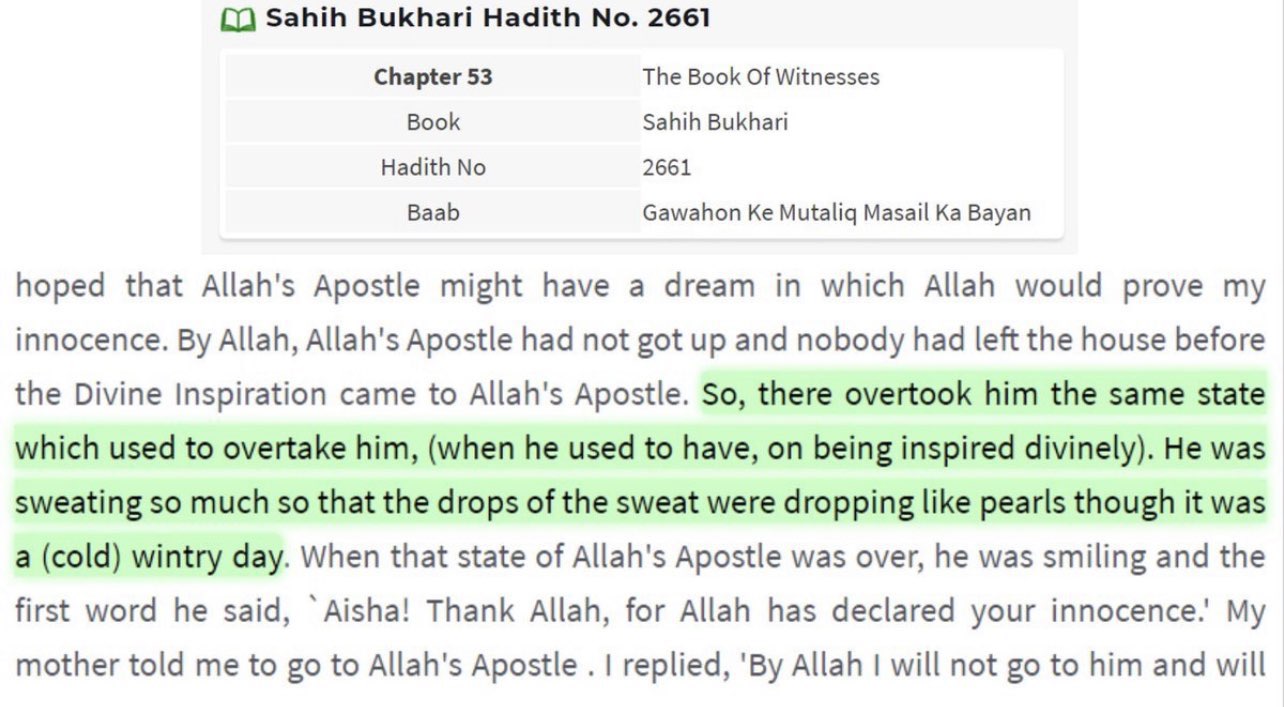 Sahih Bukhari Hadith No. 2661
Chapter 53 The Book Of Witnesses
Book Sahih Bukhari
Hadith No 2661
Baab Gawahon Ke Mutaliq Masail Ka Bayan
hoped that Allah's Apostle might have a dream in which Allah would prove my
innocence. By Allah, Allah's Apostle had not got up and nobody had left the house before
the Divine Inspiration came to Allah's Apostle. So, there overtook him the same state
which used to overtake him, (when he used to have, on being inspired divinely). He was
sweating so much so that the drops of the sweat were dropping like pearls though it was
a (cold) wintry day. When that state of Allah's Apostle was over, he was smiling and the
first word he said, `Aisha! Thank Allah, for Allah has declared your innocence.' My
mother told me to go to Allah's Apostle . I replied, 'By Allah I will not go to him and will